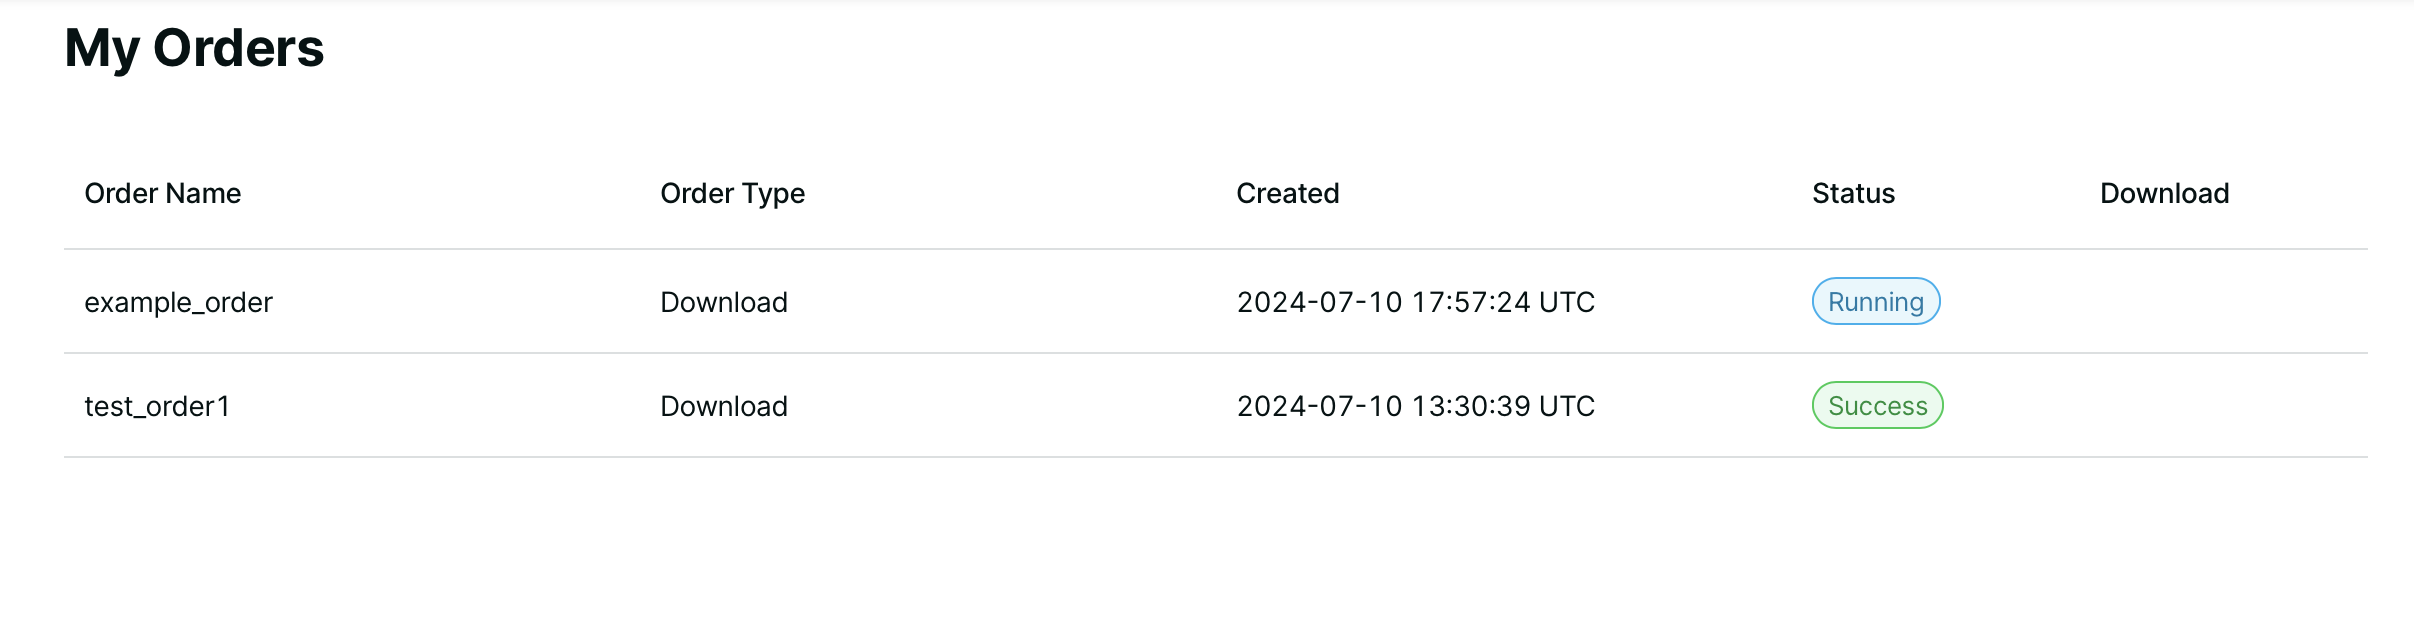 My Orders
Order Name Order Type Created Status Download
example_order Download 2024-07-10 17:57:24 UTC Running
test_order1 Download 2024-07-10 13:30:39 UTC Success